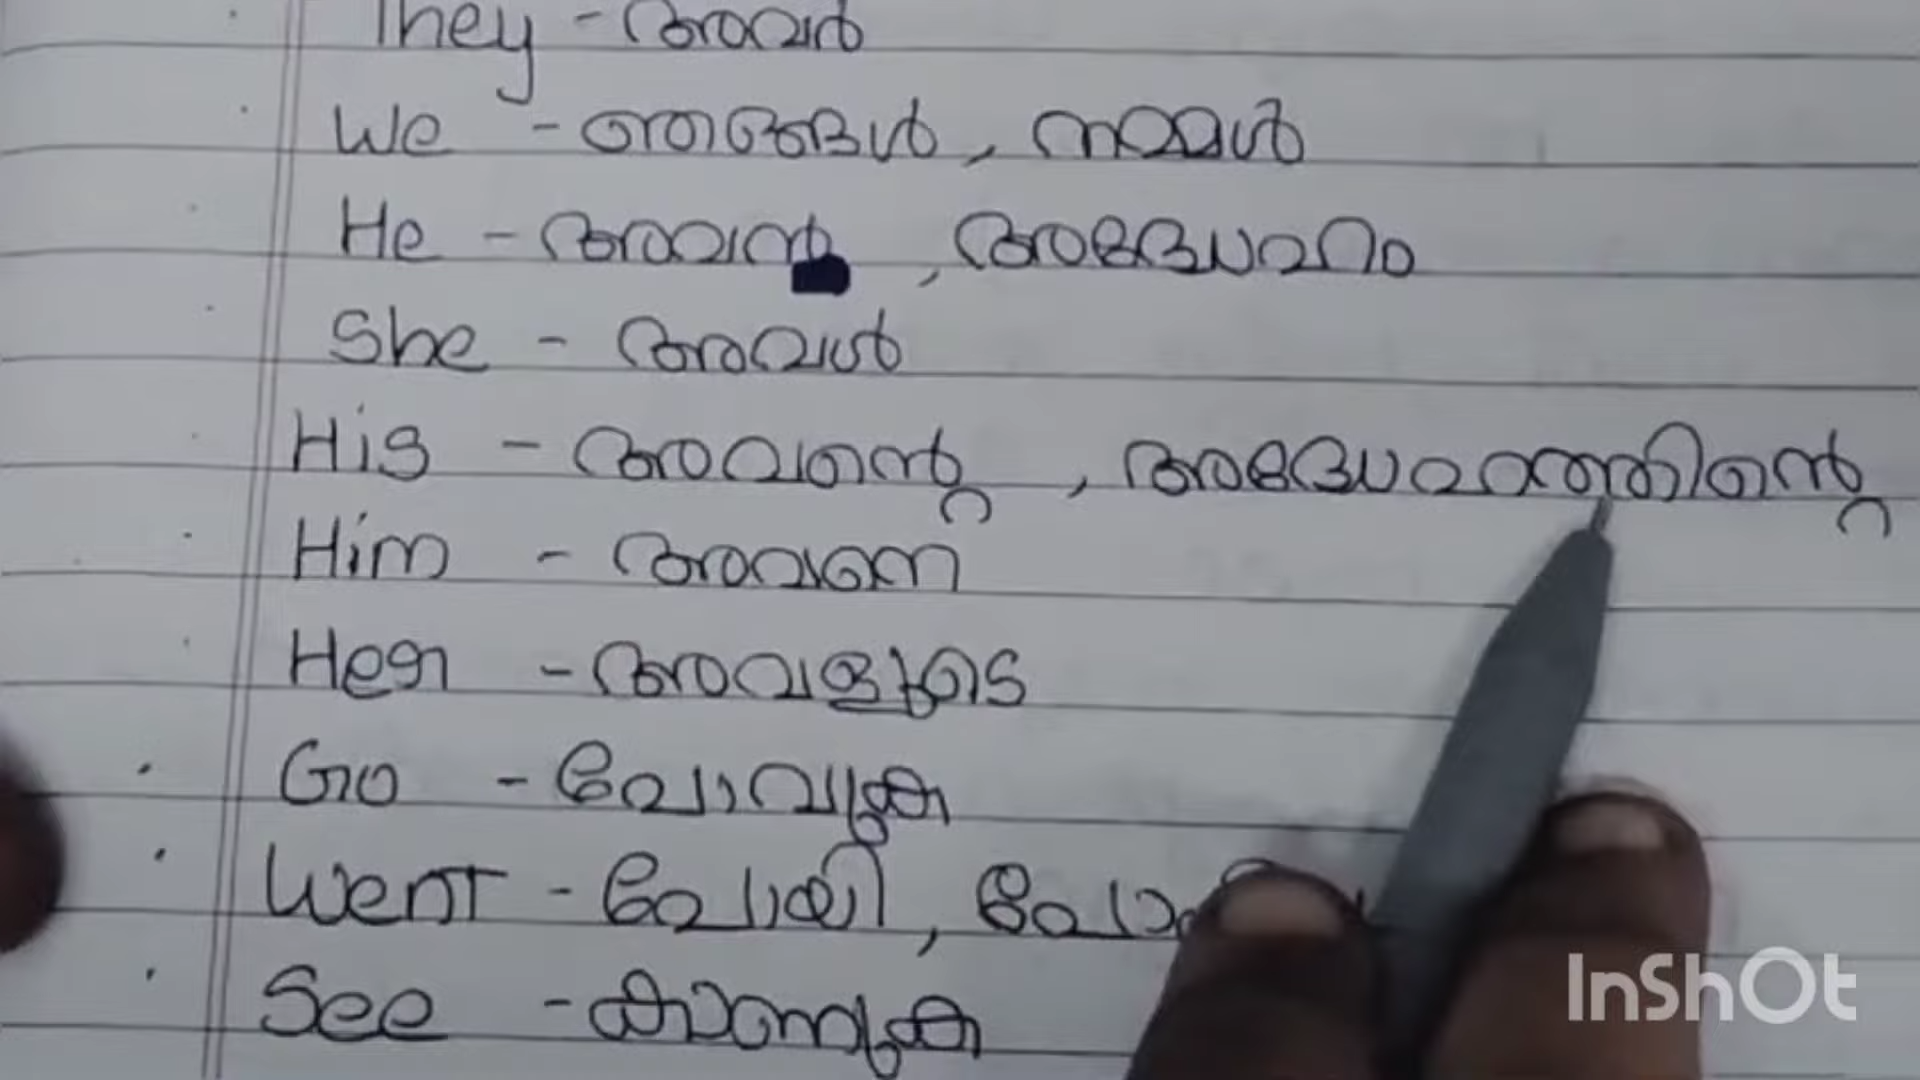 They - അവർ
We - ഞങ്ങൾ, നമ്മൾ
He - അവൻ, അദ്ദേഹം
She - അവൾ
His - അവന്റെ, അദ്ദേഹത്തിന്റെ
Him - അവനെ
Her - അവളുടെ
Go - പോവുക
Went - പോയി,
See - കാണുക
InShOt